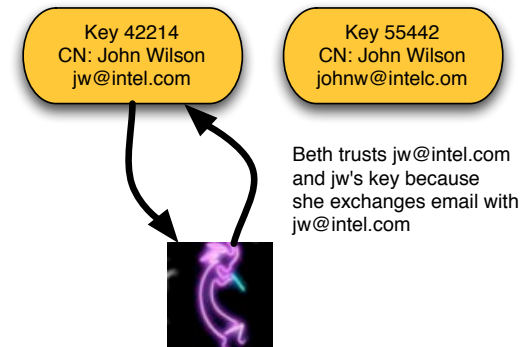 Key 42214
CN: John Wilson
jw@intel.com
Key 55442
CN: John Wilson
johnw@intelc.om
Beth trusts jw@intel.com
and jw's key because
she exchanges email with
jw@intel.com